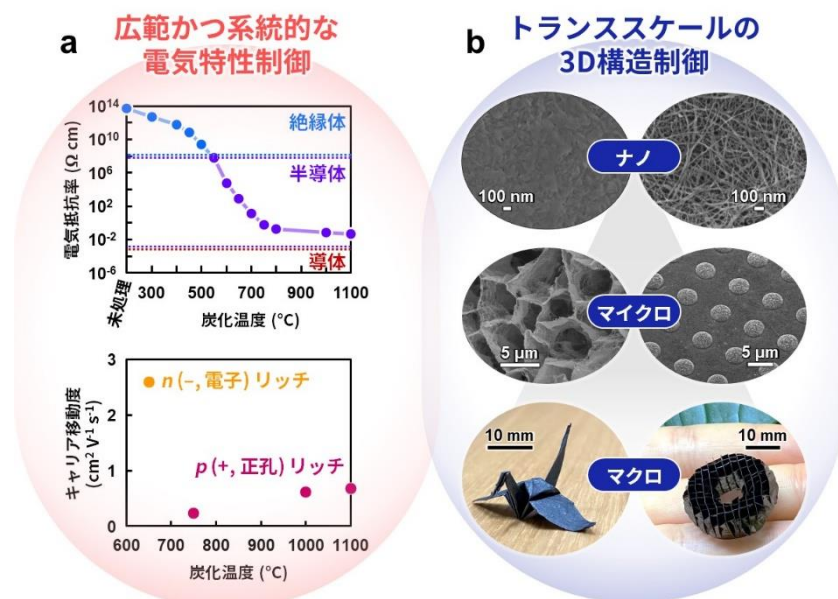 a
広範かつ系統的な
電気特性制御
電気抵抗率 (Ω cm)
10¹⁴
10¹⁰
10⁶
10²
10⁻²
10⁻⁶
絶縁体
半導体
導体
未処理
300
500
700
900
1100
炭化温度 (°C)
キャリア移動度
(cm² V⁻¹ s⁻¹)
3
2
1
0
n (–, 電子) リッチ
p (+, 正孔) リッチ
600
700
800
900
1000
1100
炭化温度 (°C)
b
トランススケールの
3D構造制御
ナノ
100 nm
100 nm
マイクロ
5 μm
5 μm
マクロ
10 mm
10 mm